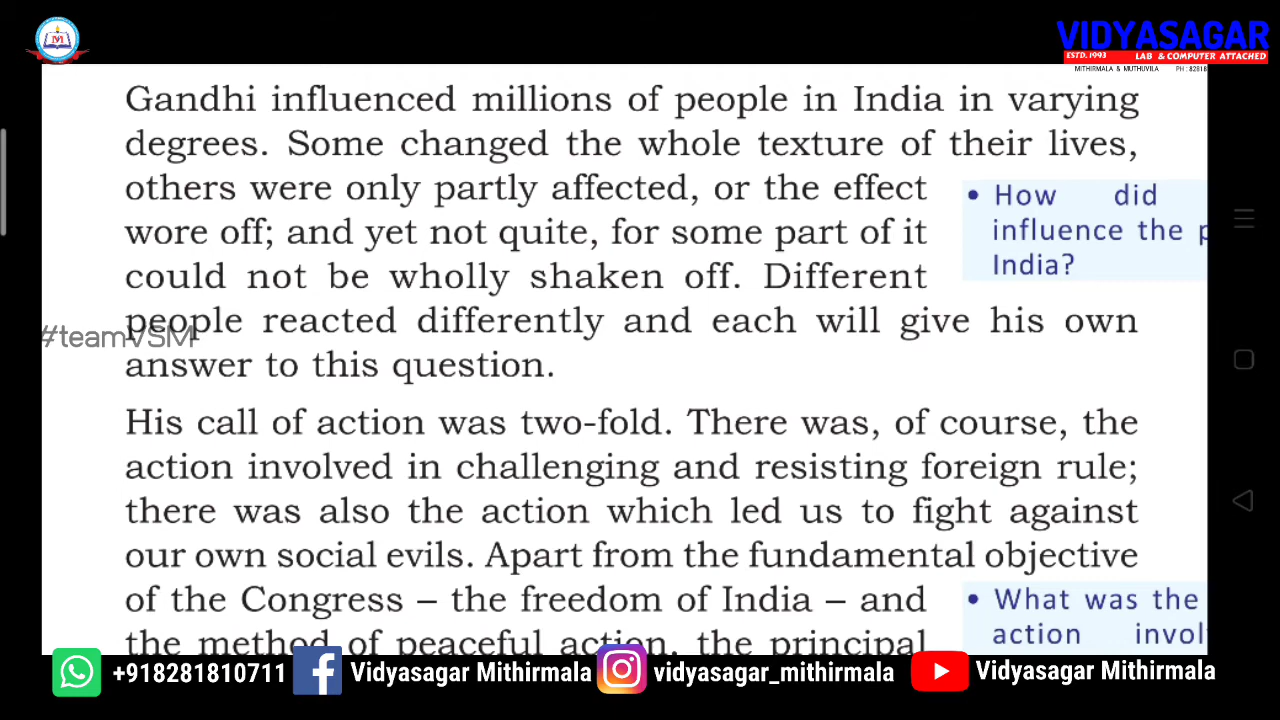 VIDYASAGAR
ESTD.1993 LAB & COMPUTER ATTACHED
MITHIRMALA & MUTHUVILA PH : 82818
Gandhi influenced millions of people in India in varying
degrees. Some changed the whole texture of their lives,
others were only partly affected, or the effect
wore off; and yet not quite, for some part of it
could not be wholly shaken off. Different
people reacted differently and each will give his own
answer to this question.
• How did
influence the p
India?
#teamVSM
His call of action was two-fold. There was, of course, the
action involved in challenging and resisting foreign rule;
there was also the action which led us to fight against
our own social evils. Apart from the fundamental objective
of the Congress – the freedom of India – and
the method of peaceful action, the principal
• What was the
action invol
+918281810711 Vidyasagar Mithirmala vidyasagar_mithirmala Vidyasagar Mithirmala